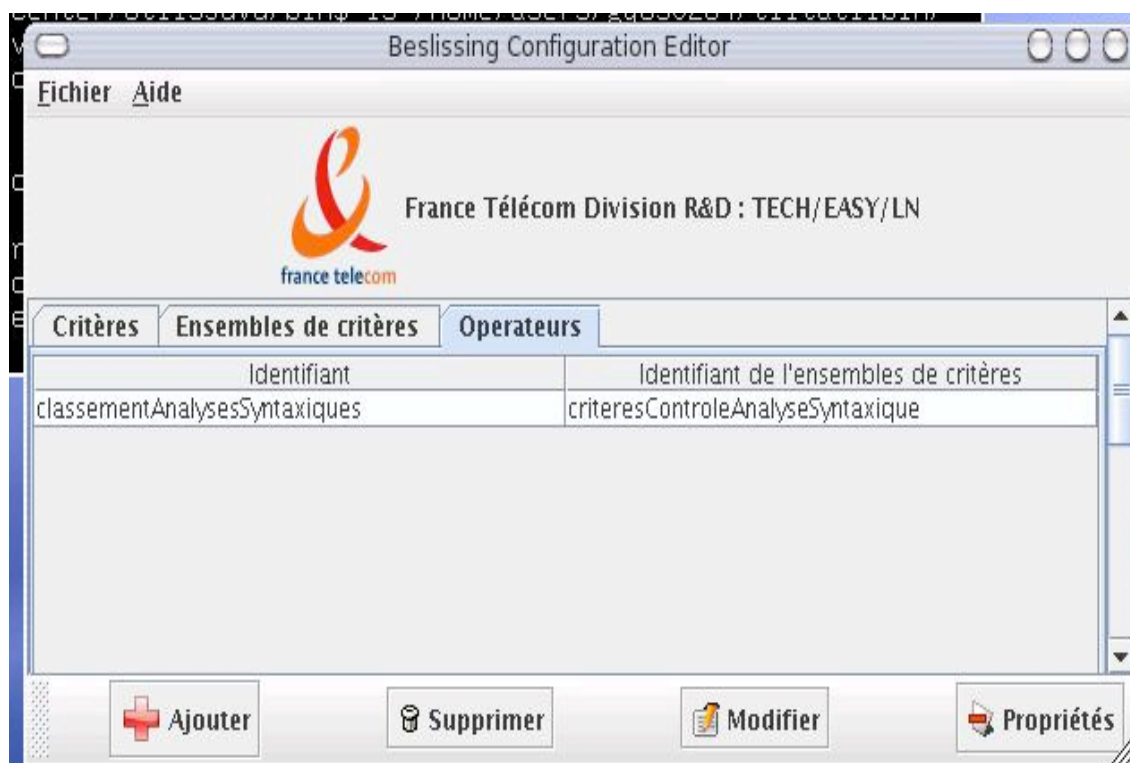 Beslissing Configuration Editor
Fichier Aide
France Télécom Division R&D : TECH/EASY/LN
france telecom
Critères Ensembles de critères Operateurs
Identifiant Identifiant de l'ensembles de critères
classementAnalysesSyntaxiques criteresControleAnalyseSyntaxique
Ajouter Supprimer Modifier Propriétés